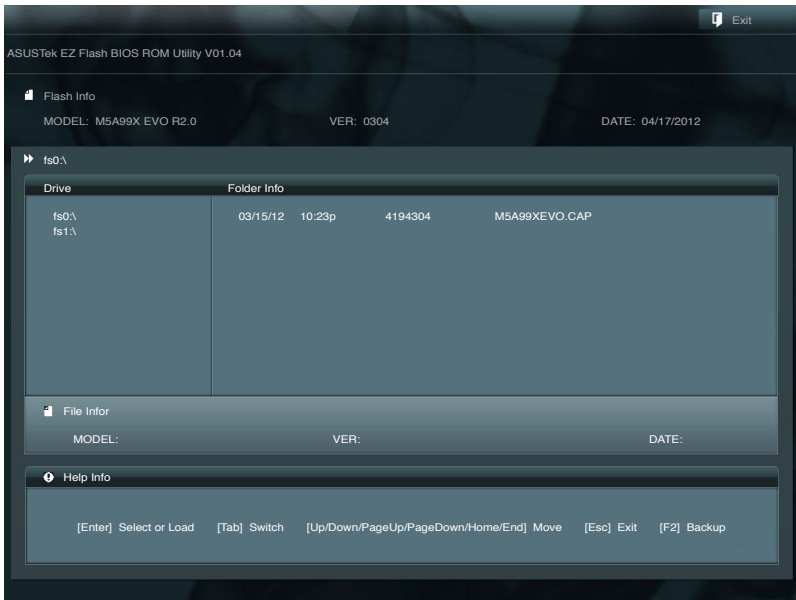 Exit
ASUSTek EZ Flash BIOS ROM Utility V01.04
Flash Info
MODEL: M5A99X EVO R2.0 VER: 0304 DATE: 04/17/2012
fs0:\
Drive Folder Info
fs0:\ 03/15/12 10:23p 4194304 M5A99XEVO.CAP
fs1:\
File Infor
MODEL: VER: DATE:
Help Info
[Enter] Select or Load [Tab] Switch [Up/Down/PageUp/PageDown/Home/End] Move [Esc] Exit [F2] Backup